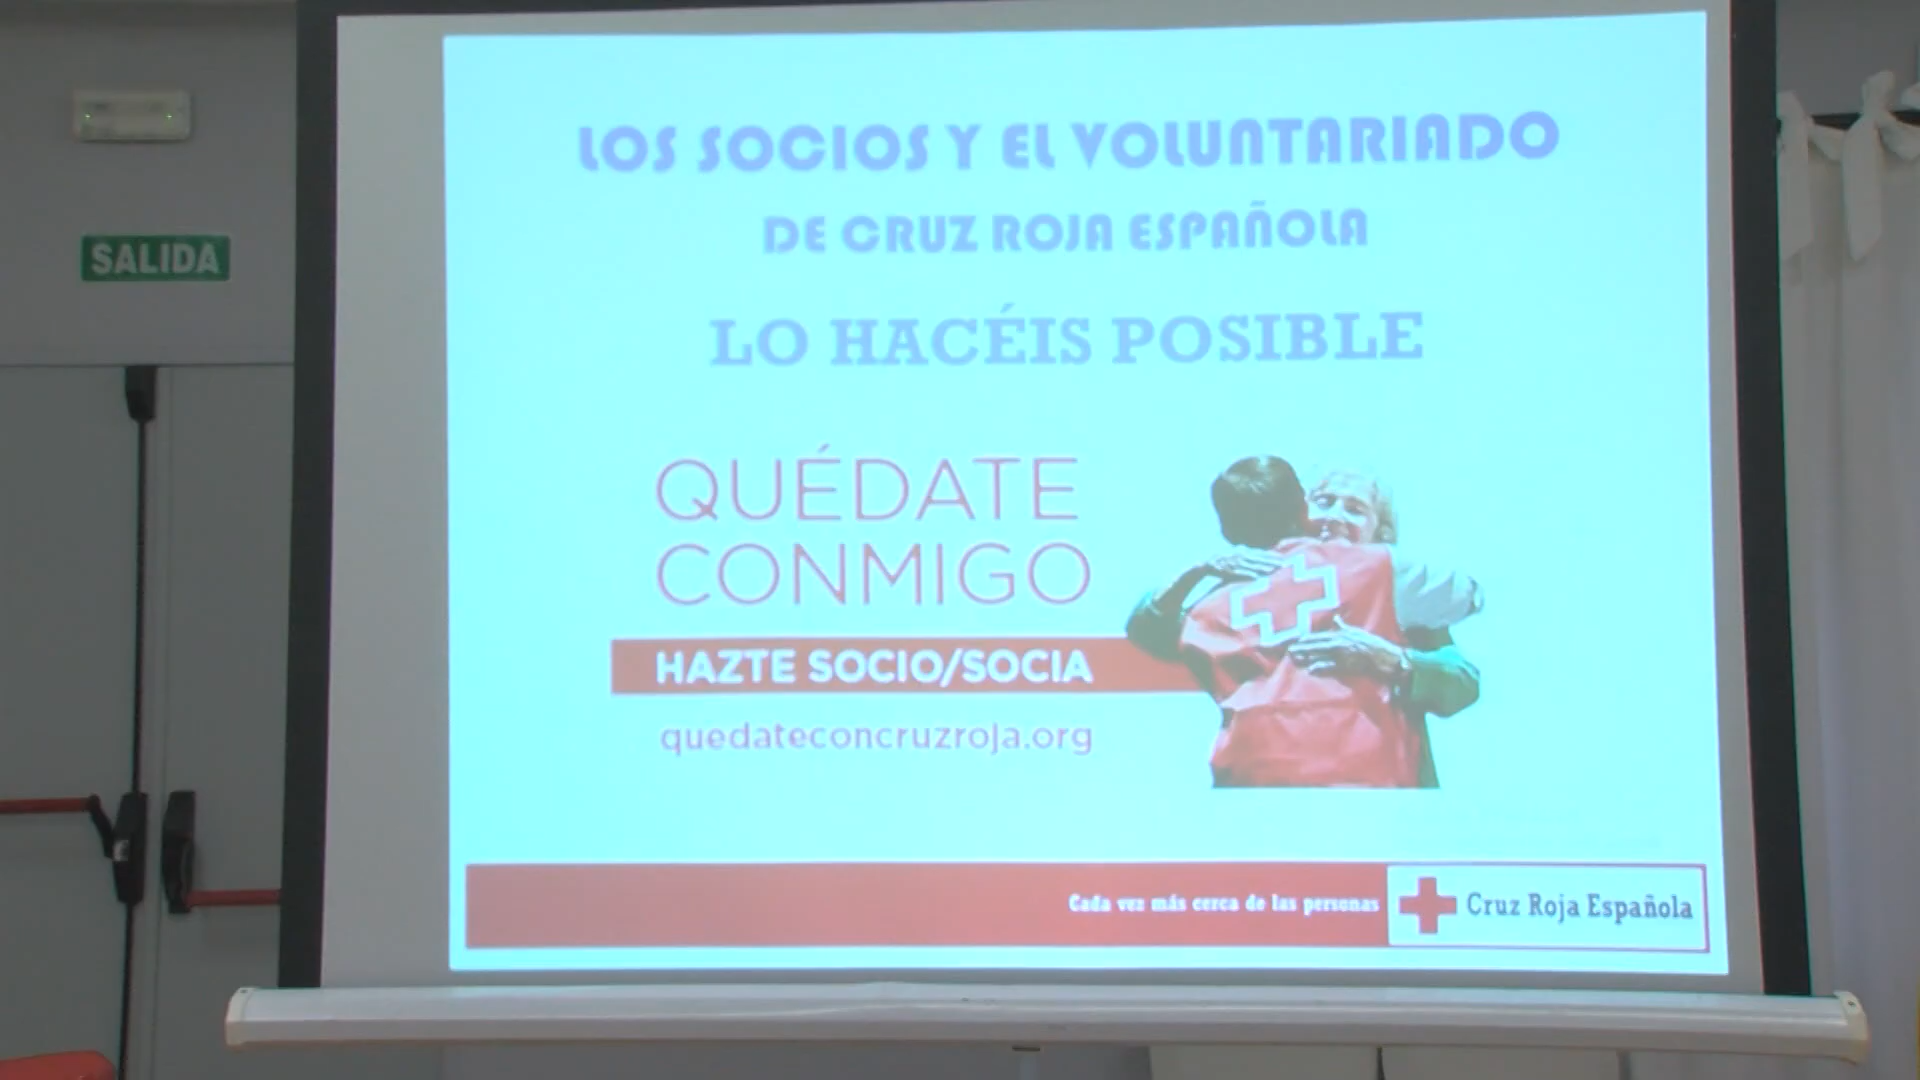 SALIDA
LOS SOCIOS Y EL VOLUNTARIADO
DE CRUZ ROJA ESPAÑOLA
LO HACÉIS POSIBLE
QUÉDATE
CONMIGO
HAZTE SOCIO/SOCIA
quedateconcruzroja.org
Cada vez más cerca de las personas
Cruz Roja Española